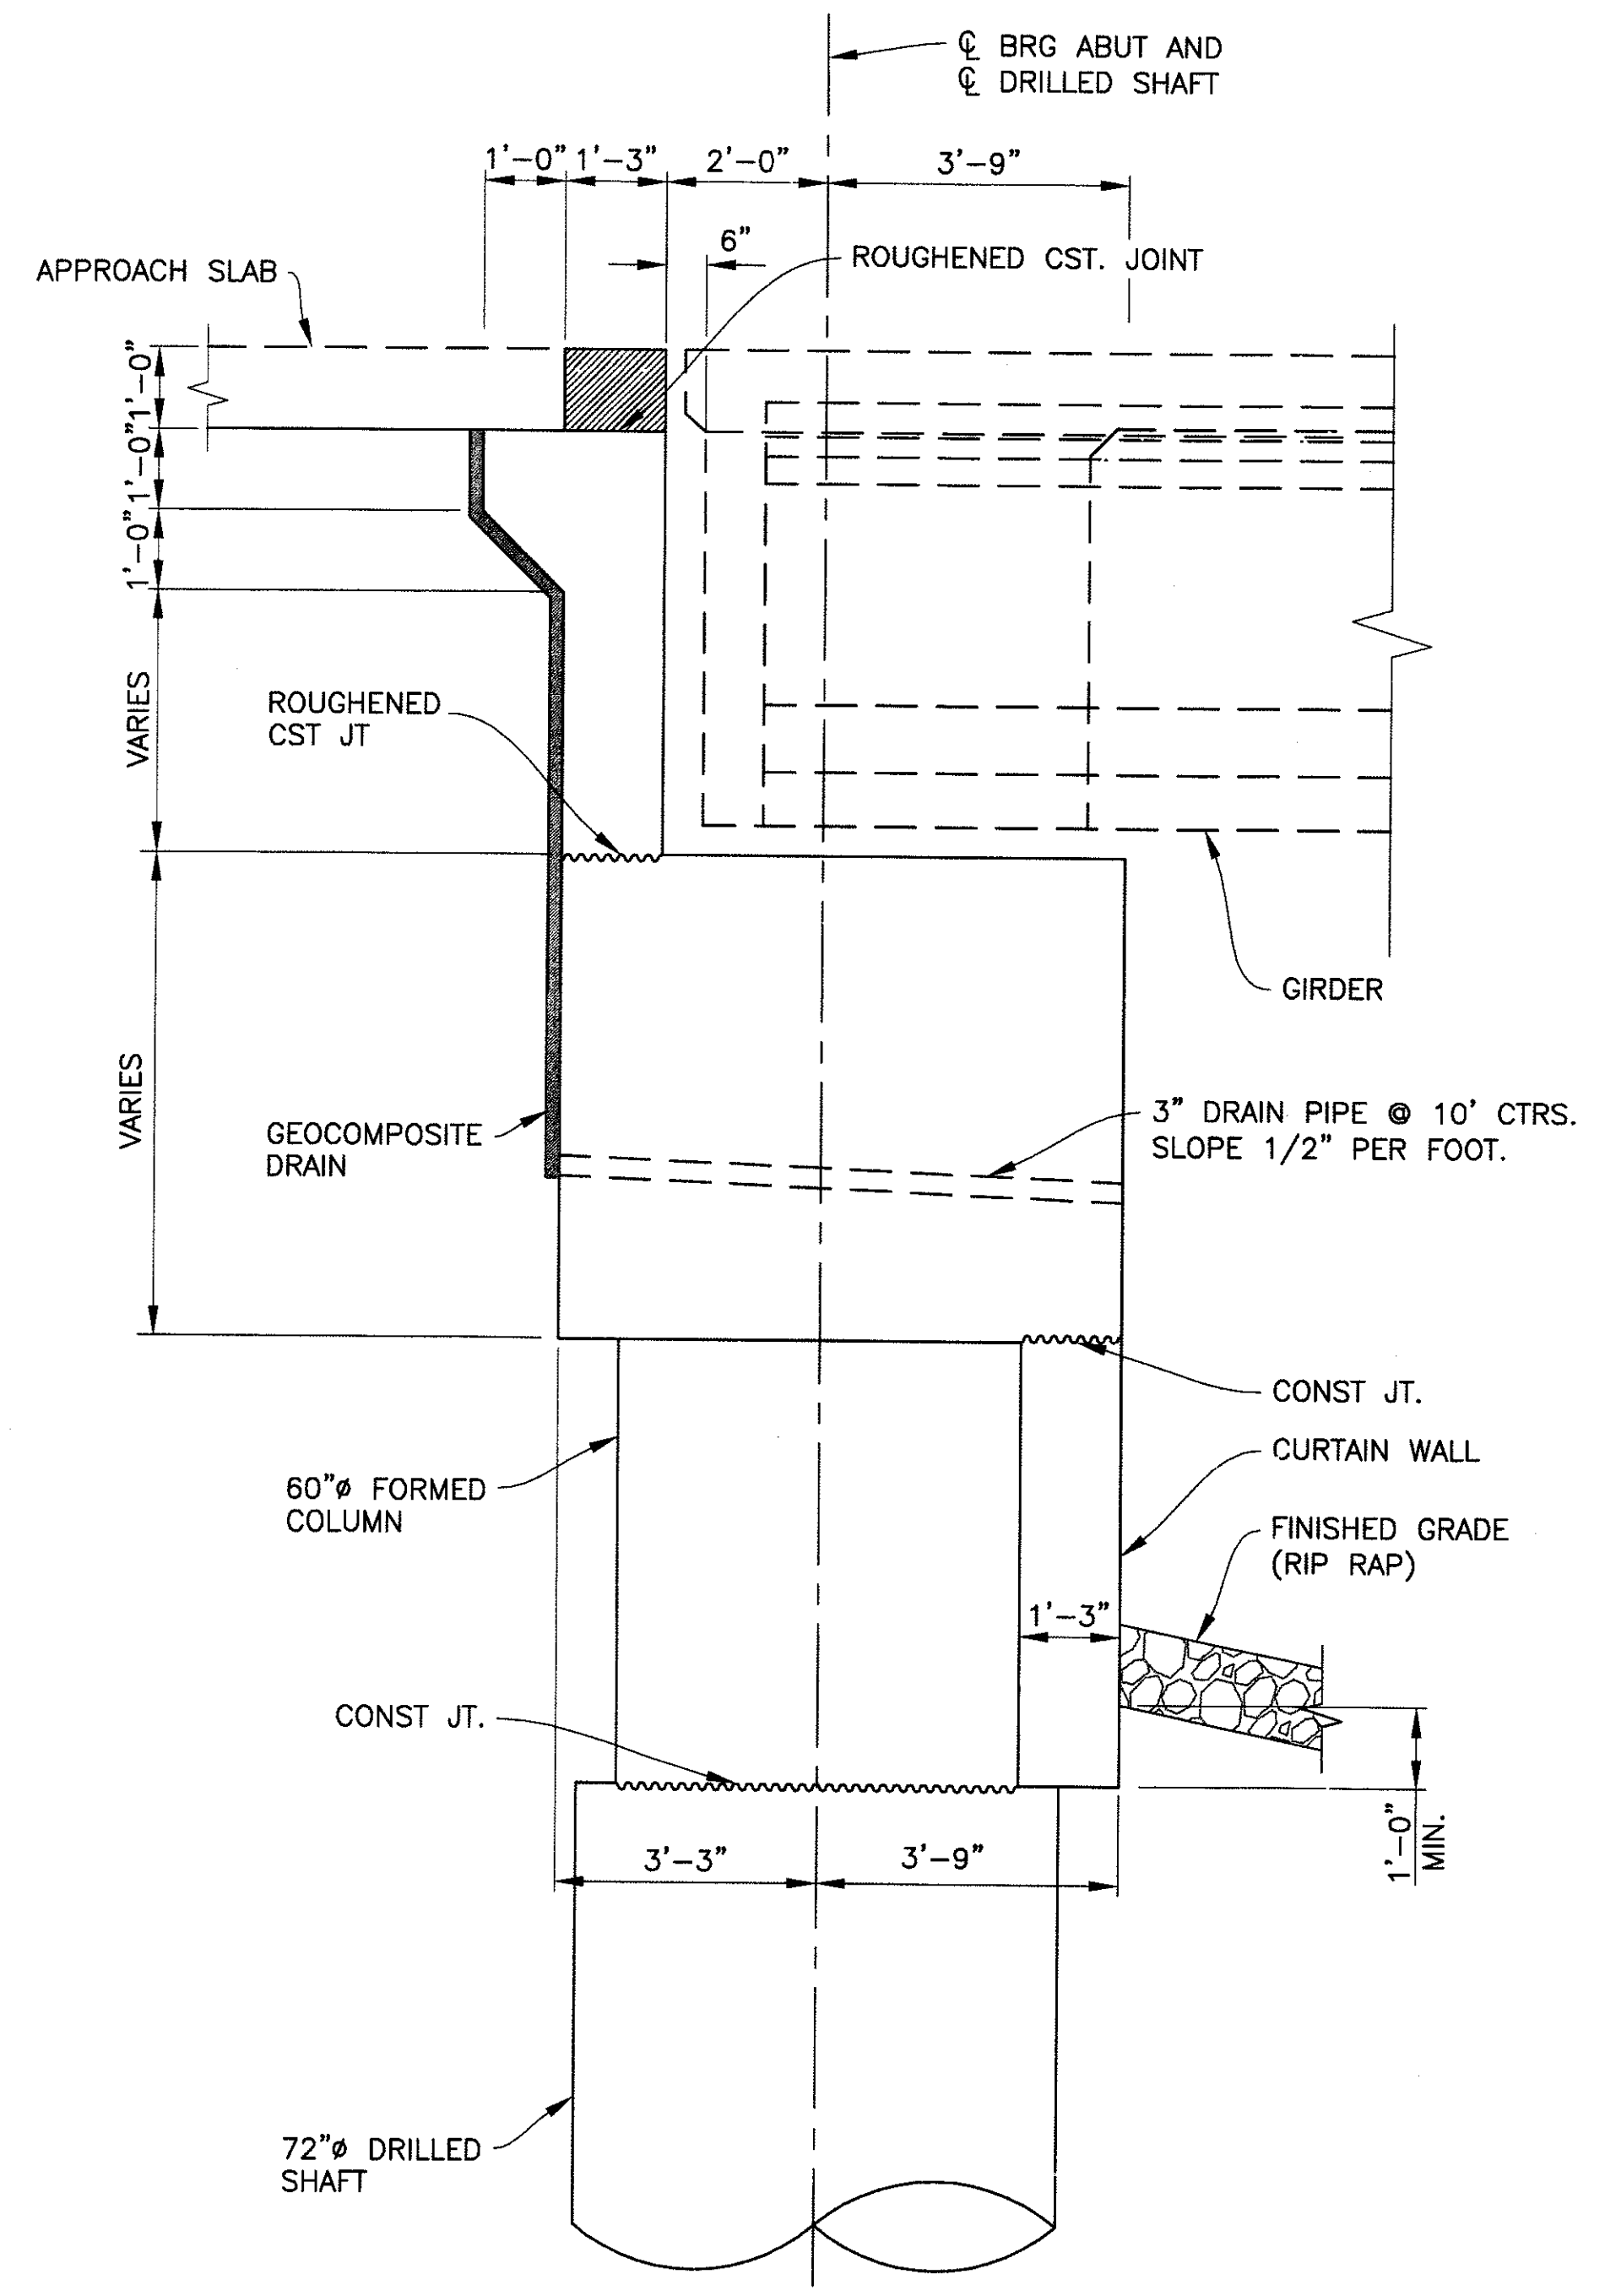 ℄ BRG ABUT AND
℄ DRILLED SHAFT
1'-0" 1'-3" 2'-0" 3'-9"
6"
ROUGHENED CST. JOINT
APPROACH SLAB
1'-0"
1'-0"
1'-0"
VARIES
ROUGHENED
CST JT
GIRDER
VARIES
GEOCOMPOSITE
DRAIN
3" DRAIN PIPE @ 10' CTRS.
SLOPE 1/2" PER FOOT.
CONST JT.
CURTAIN WALL
60"ø FORMED
COLUMN
FINISHED GRADE
(RIP RAP)
1'-3"
CONST JT.
1'-0"
MIN.
3'-3" 3'-9"
72"ø DRILLED
SHAFT